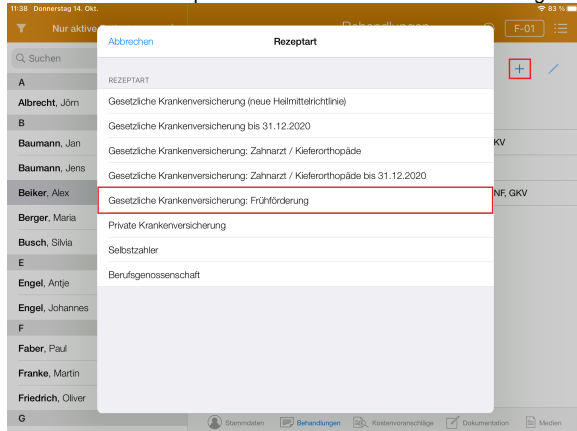 11:38 Donnerstag 14. Okt.
83 %
Nur aktive
F-01
Abbrechen
Rezeptart
Suchen
REZEPTART
A
Albrecht, Jörn
Gesetzliche Krankenversicherung (neue Heilmittelrichtlinie)
B
Gesetzliche Krankenversicherung bis 31.12.2020
Baumann, Jan
KV
Gesetzliche Krankenversicherung: Zahnarzt / Kieferorthopäde
Baumann, Jens
Gesetzliche Krankenversicherung: Zahnarzt / Kieferorthopäde bis 31.12.2020
Beiker, Alex
Gesetzliche Krankenversicherung: Frühförderung
NF, GKV
Berger, Maria
Private Krankenversicherung
Busch, Silvia
Selbstzahler
E
Berufsgenossenschaft
Engel, Antje
Engel, Johannes
F
Faber, Paul
Franke, Martin
Friedrich, Oliver
G
Stammdaten
Behandlungen
Kostenvoranschläge
Dokumentation
Medien